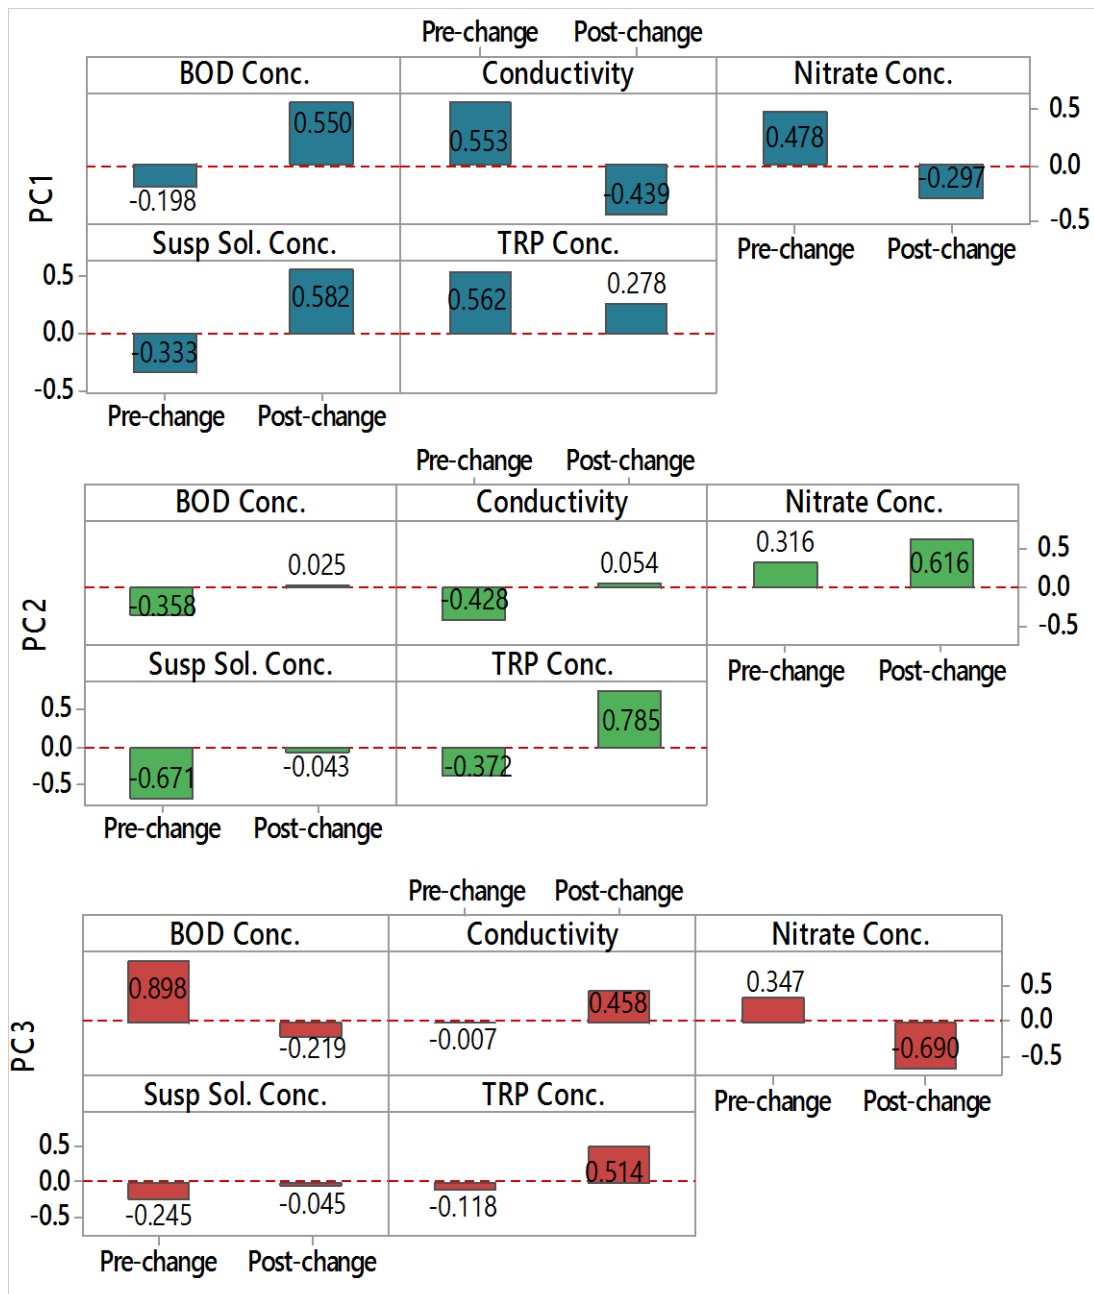 Pre-change Post-change
BOD Conc. Conductivity Nitrate Conc.
0.550 0.553 0.478 0.5
0.0
-0.198 -0.439 -0.297 -0.5
PC1
Susp Sol. Conc. TRP Conc. Pre-change Post-change
0.5 0.582 0.562 0.278
0.0
-0.333
-0.5
Pre-change Post-change
Pre-change Post-change
BOD Conc. Conductivity Nitrate Conc.
0.025 0.054 0.316 0.616 0.5
0.0
-0.358 -0.428 -0.5
PC2
Susp Sol. Conc. TRP Conc. Pre-change Post-change
0.5 0.785
0.0
-0.671 -0.043 -0.372
-0.5
Pre-change Post-change
Pre-change Post-change
BOD Conc. Conductivity Nitrate Conc.
0.898 0.458 0.347 0.5
0.0
-0.219 -0.007 -0.690 -0.5
PC3
Susp Sol. Conc. TRP Conc. Pre-change Post-change
0.5 0.514
0.0
-0.245 -0.045 -0.118
-0.5
Pre-change Post-change